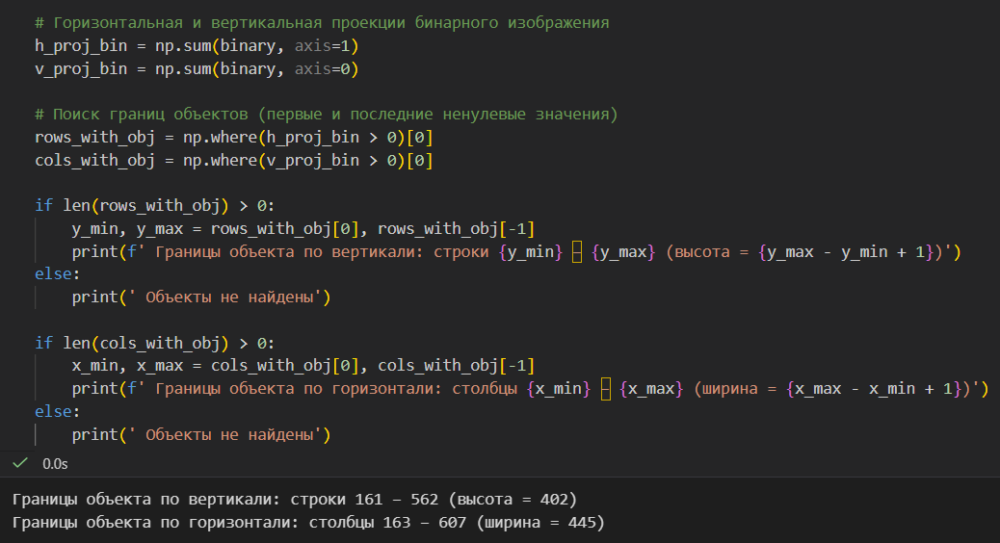 # Горизонтальная и вертикальная проекции бинарного изображения
h_proj_bin = np.sum(binary, axis=1)
v_proj_bin = np.sum(binary, axis=0)
# Поиск границ объектов (первые и последние ненулевые значения)
rows_with_obj = np.where(h_proj_bin > 0)[0]
cols_with_obj = np.where(v_proj_bin > 0)[0]
if len(rows_with_obj) > 0:
    y_min, y_max = rows_with_obj[0], rows_with_obj[-1]
    print(f' Границы объекта по вертикали: строки {y_min} – {y_max} (высота = {y_max - y_min + 1})')
else:
    print(' Объекты не найдены')
if len(cols_with_obj) > 0:
    x_min, x_max = cols_with_obj[0], cols_with_obj[-1]
    print(f' Границы объекта по горизонтали: столбцы {x_min} – {x_max} (ширина = {x_max - x_min + 1})')
else:
    print(' Объекты не найдены')
0.0s
Границы объекта по вертикали: строки 161 – 562 (высота = 402)
Границы объекта по горизонтали: столбцы 163 – 607 (ширина = 445)